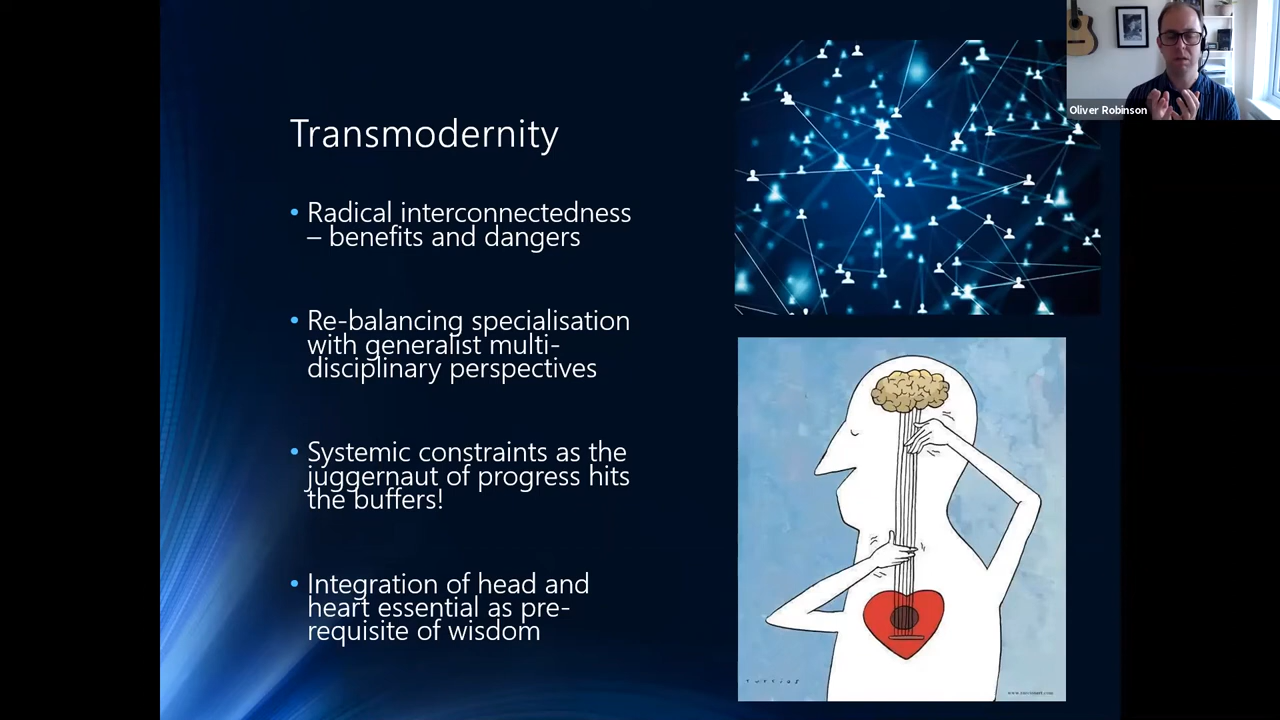 Oliver Robinson
Transmodernity
• Radical interconnectedness
– benefits and dangers
• Re-balancing specialisation
with generalist multi-
disciplinary perspectives
• Systemic constraints as the
juggernaut of progress hits
the buffers!
• Integration of head and
heart essential as pre-
requisite of wisdom